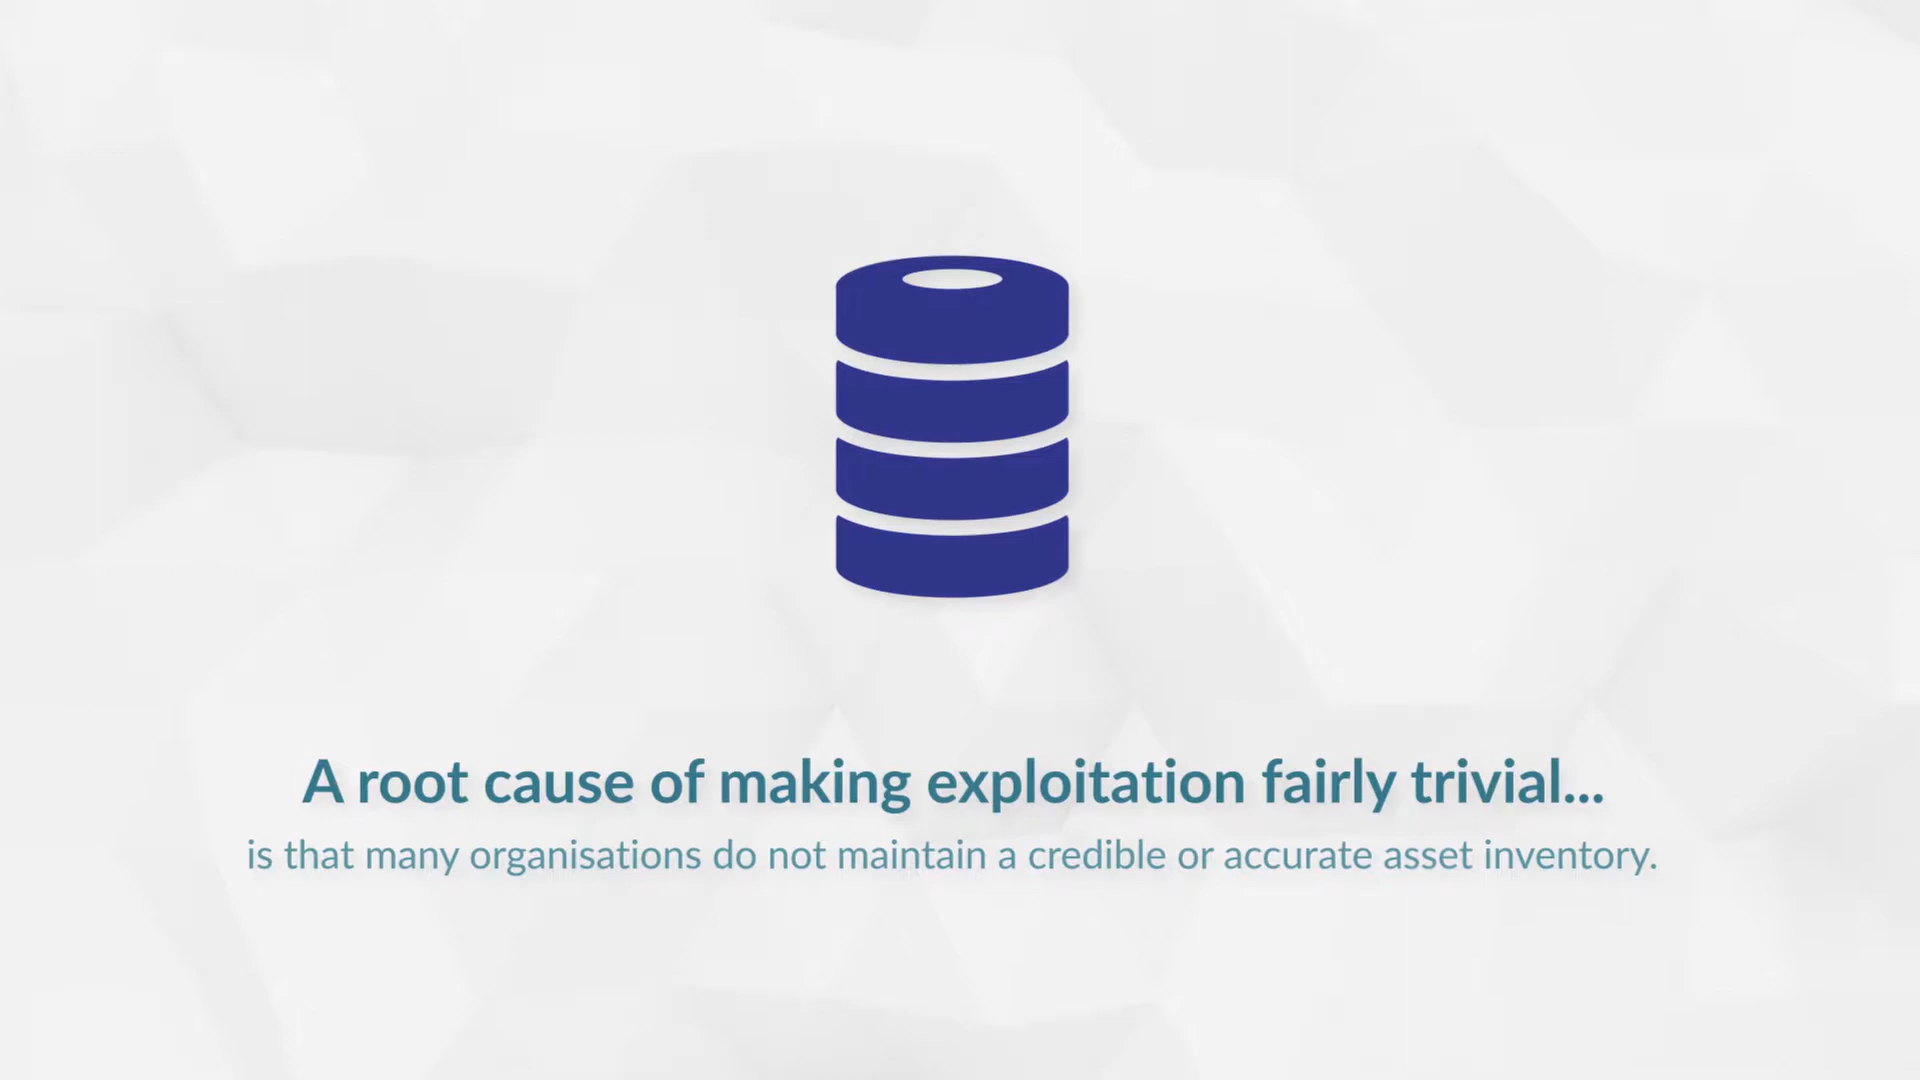 A root cause of making exploitation fairly trivial...
is that many organisations do not maintain a credible or accurate asset inventory.